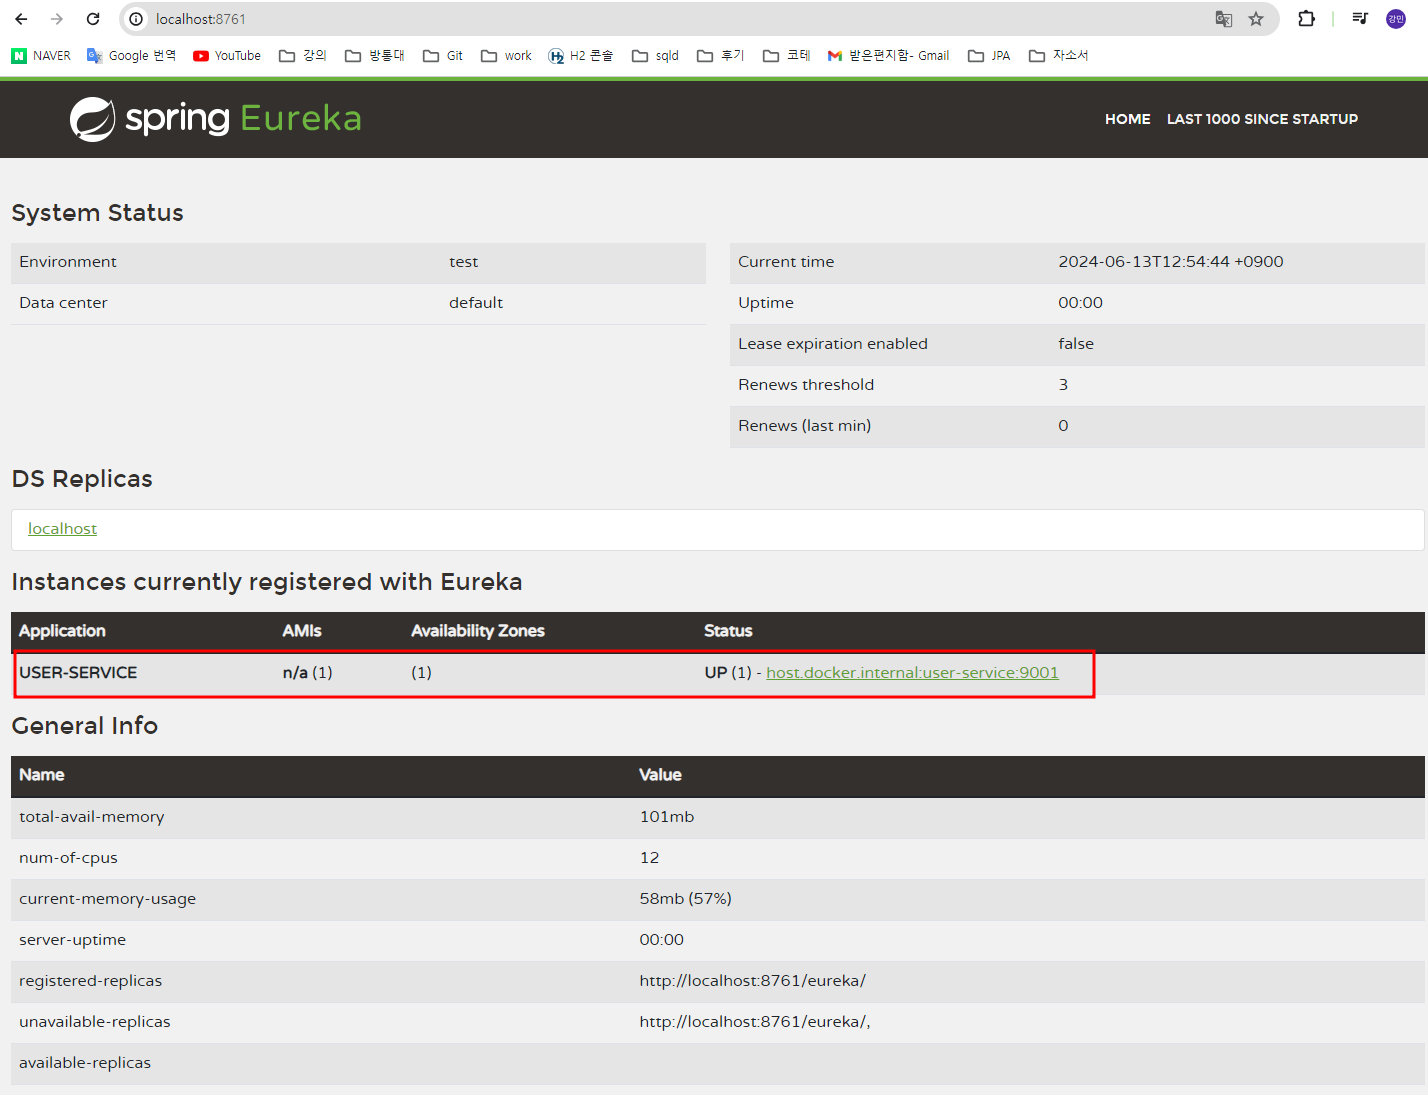 localhost:8761
강민
NAVER Google 번역 YouTube 강의 방통대 Git work H2 콘솔 sqld 후기 코테 받은편지함- Gmail JPA 자소서
spring Eureka HOME LAST 1000 SINCE STARTUP
System Status
Environment test
Data center default
Current time 2024-06-13T12:54:44 +0900
Uptime 00:00
Lease expiration enabled false
Renews threshold 3
Renews (last min) 0
DS Replicas
localhost
Instances currently registered with Eureka
Application AMIs Availability Zones Status
USER-SERVICE n/a (1) (1) UP (1) - host.docker.internal:user-service:9001
General Info
Name Value
total-avail-memory 101mb
num-of-cpus 12
current-memory-usage 58mb (57%)
server-uptime 00:00
registered-replicas http://localhost:8761/eureka/
unavailable-replicas http://localhost:8761/eureka/,
available-replicas